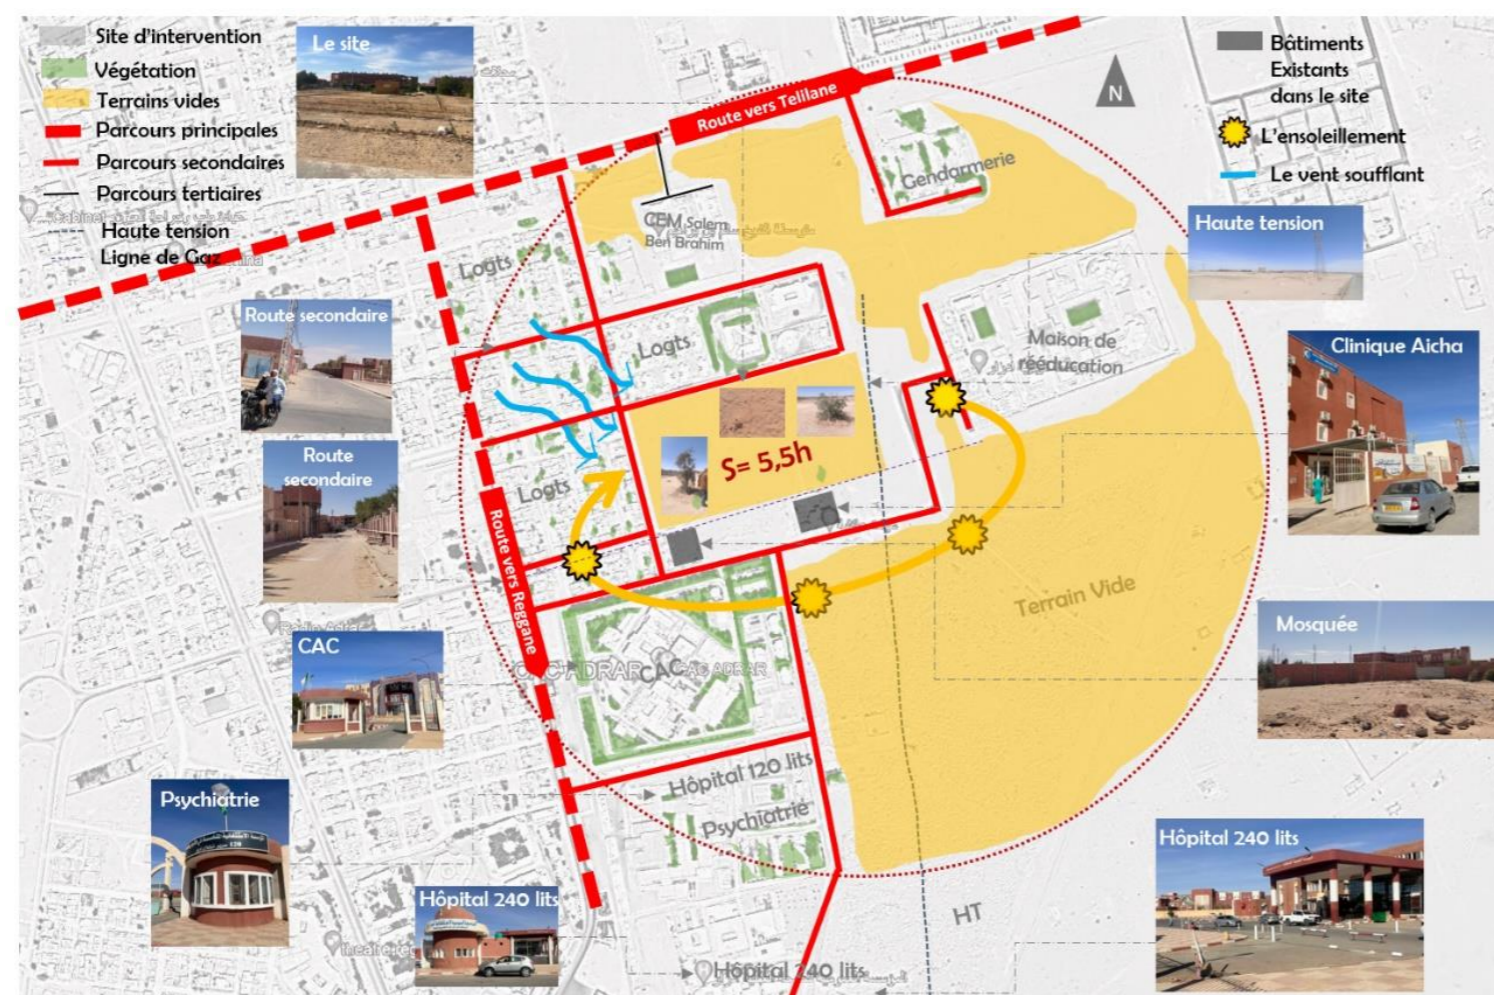 Site d'intervention
Végétation
Terrains vides
Parcours principales
Parcours secondaires
Parcours tertiaires
Haute tension
Ligne de Gaz
Le site
Bâtiments
Existants
dans le site
L'ensoleillement
Le vent soufflant
N
Route vers Telilane
Gendarmerie
Haute tension
CEM Salem
Ben Brahim
Logts
Route secondaire
Logts
Maison de
rééducation
Clinique Aicha
S= 5,5h
Route
secondaire
Logts
Route vers Reggane
Terrain Vide
Mosquée
CAC
CAC
CAC ADRAR
Hôpital 120 lits
Psychiatrie
Psychiatrie
120
Hôpital 240 lits
Hôpital 240 lits
HT
Hôpital 240 lits